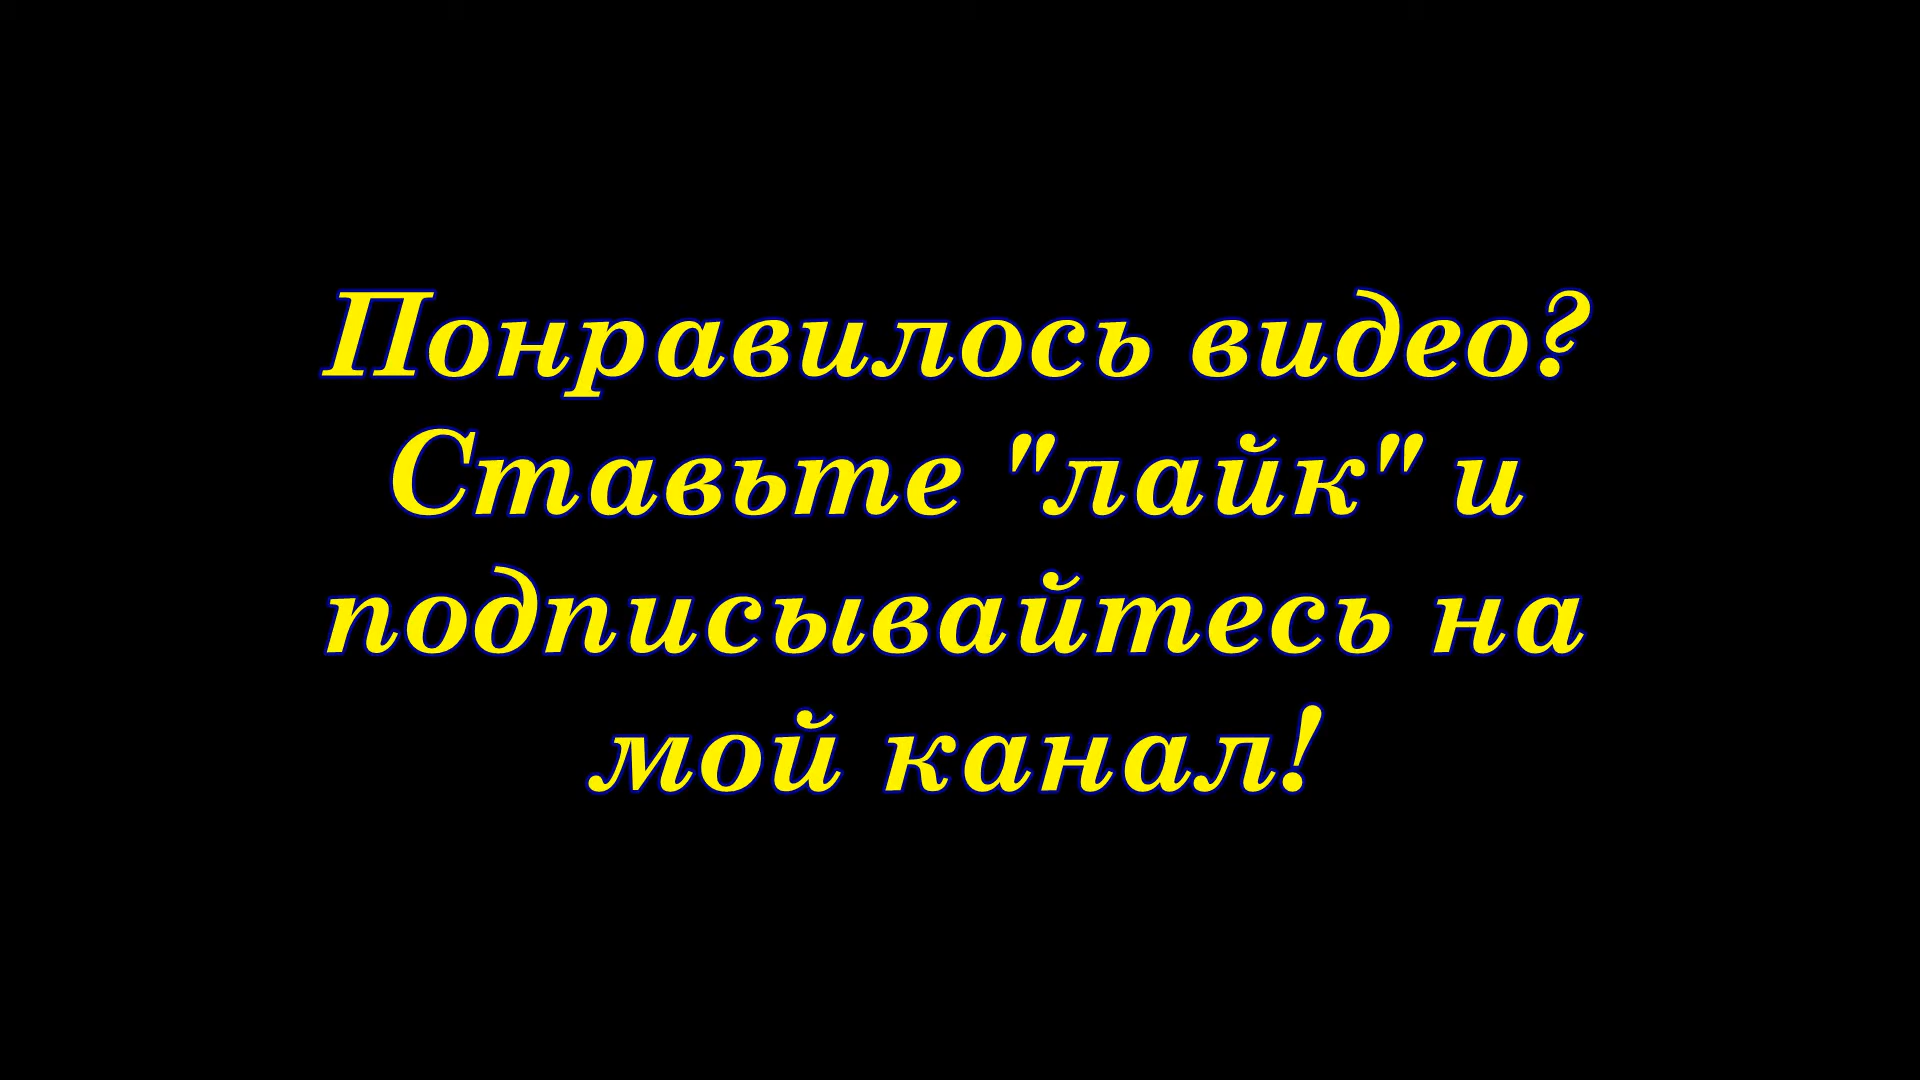 Понравилось видео?
Ставьте "лайк" и
подписывайтесь на
мой канал!